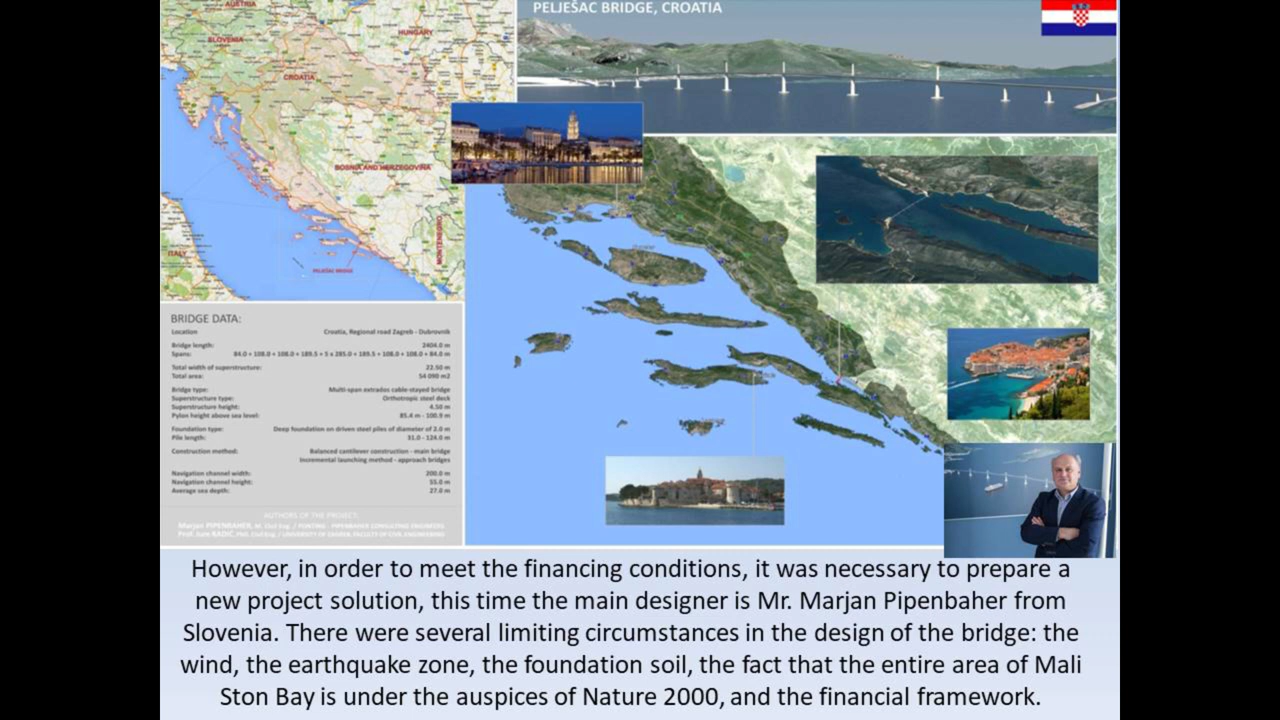 PELJEŠAC BRIDGE, CROATIA
AUSTRIA
HUNGARY
SLOVENIA
CROATIA
BOSNIA AND HERZEGOVINA
MONTENEGRO
ITALY
PELJEŠAC BRIDGE
BRIDGE DATA:
Location Croatia, Regional road Zagreb - Dubrovnik
Bridge length: 2404.0 m
Spans: 84.0 + 108.0 + 108.0 + 189.5 + 5 x 285.0 + 189.5 + 108.0 + 108.0 + 84.0 m
Total width of superstructure: 22.50 m
Total area: 54 090 m2
Bridge type: Multi-span extrados cable-stayed bridge
Superstructure type: Orthotropic steel deck
Superstructure height: 4.50 m
Pylon height above sea level: 85.4 m - 100.9 m
Foundation type: Deep foundation on driven steel piles of diameter of 2.0 m
Pile length: 31.0 - 124.0 m
Construction method: Balanced cantilever construction - main bridge
Incremental launching method - approach bridges
Navigation channel width: 200.0 m
Navigation channel height: 55.0 m
Average sea depth: 27.0 m
AUTHORS OF THE PROJECT:
Marjan PIPENBAHER, M. Civil Eng. / PONTING - PIPENBAHER CONSULTING ENGINEERS
Prof. Jure RADIĆ, PhD. Civil Eng. / UNIVERSITY OF ZAGREB, FACULTY OF CIVIL ENGINEERING
However, in order to meet the financing conditions, it was necessary to prepare a
new project solution, this time the main designer is Mr. Marjan Pipenbaher from
Slovenia. There were several limiting circumstances in the design of the bridge: the
wind, the earthquake zone, the foundation soil, the fact that the entire area of Mali
Ston Bay is under the auspices of Nature 2000, and the financial framework.